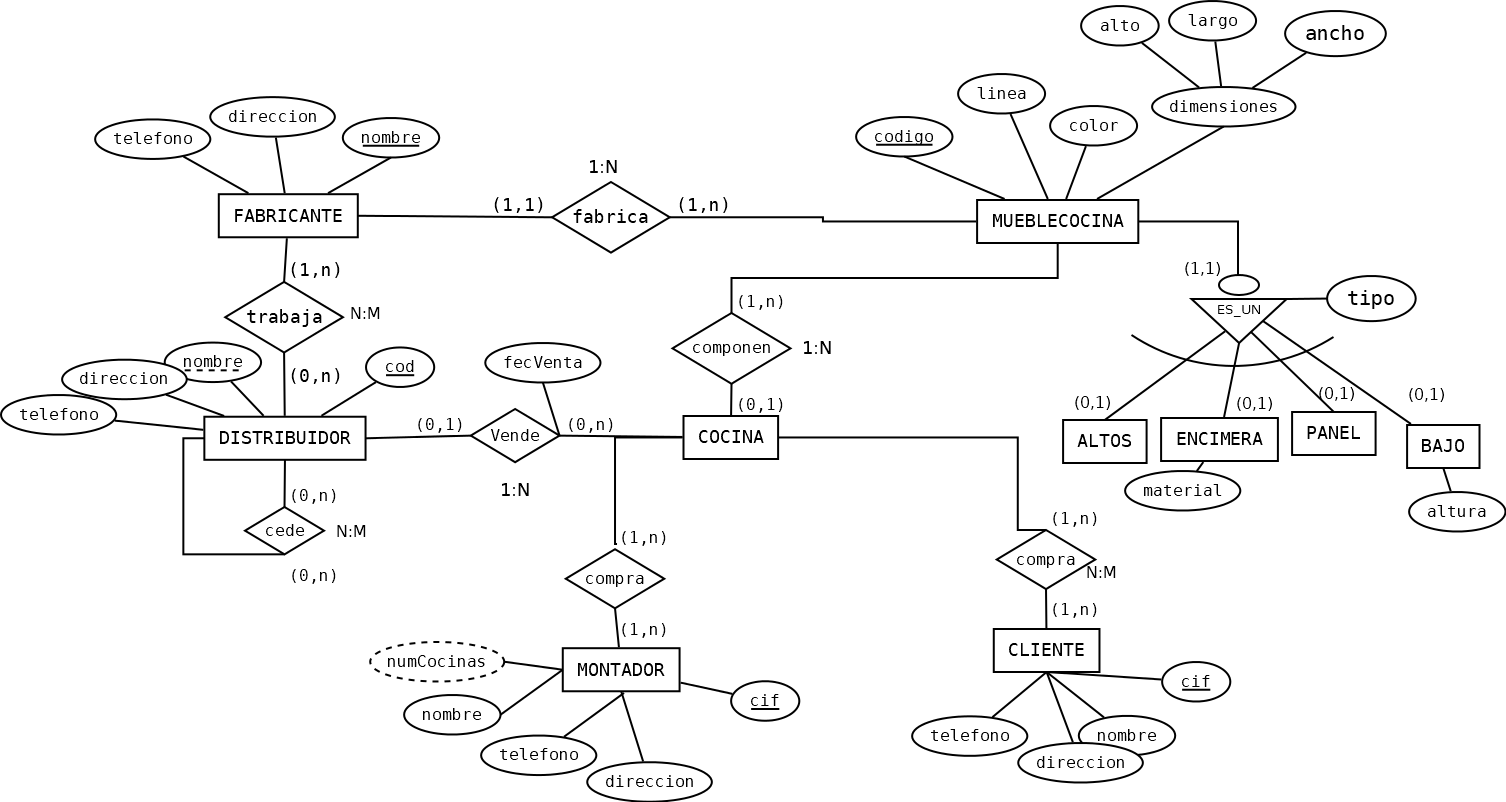 alto
largo
ancho
linea
dimensiones
telefono
direccion
nombre
codigo
color
1:N
FABRICANTE
(1,1)
fabrica
(1,n)
MUEBLECOCINA
(1,n)
(1,1)
trabaja
N:M
(1,n)
ES_UN
tipo
componen
1:N
nombre
direccion
(0,n)
cod
fecVenta
telefono
(0,1)
(0,1)
(0,1)
(0,1)
(0,1)
DISTRIBUIDOR
(0,1)
Vende
(0,n)
COCINA
ALTOS
ENCIMERA
PANEL
BAJO
1:N
material
altura
(0,n)
cede
N:M
(0,n)
(1,n)
compra
(1,n)
(1,n)
compra
N:M
(1,n)
numCocinas
MONTADOR
CLIENTE
nombre
cif
cif
telefono
direccion
telefono
nombre
direccion